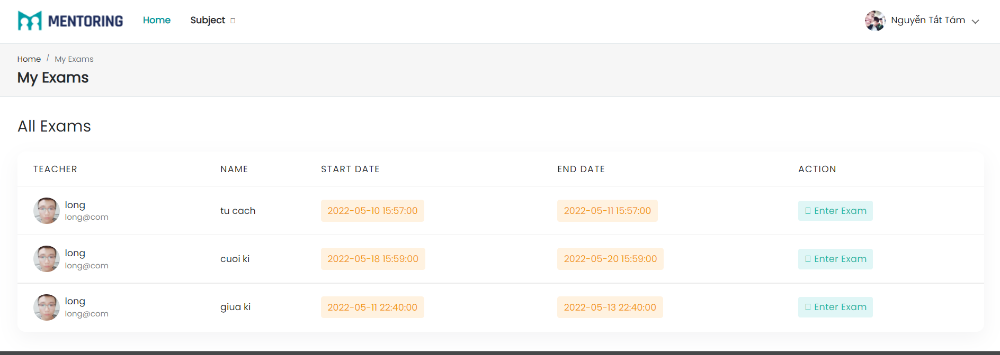 MENTORING Home Subject Nguyễn Tất Tám
Home / My Exams
My Exams
All Exams
TEACHER NAME START DATE END DATE ACTION
long
long@com
tu cach 2022-05-10 15:57:00 2022-05-11 15:57:00 Enter Exam
long
long@com
cuoi ki 2022-05-18 15:59:00 2022-05-20 15:59:00 Enter Exam
long
long@com
giua ki 2022-05-11 22:40:00 2022-05-13 22:40:00 Enter Exam